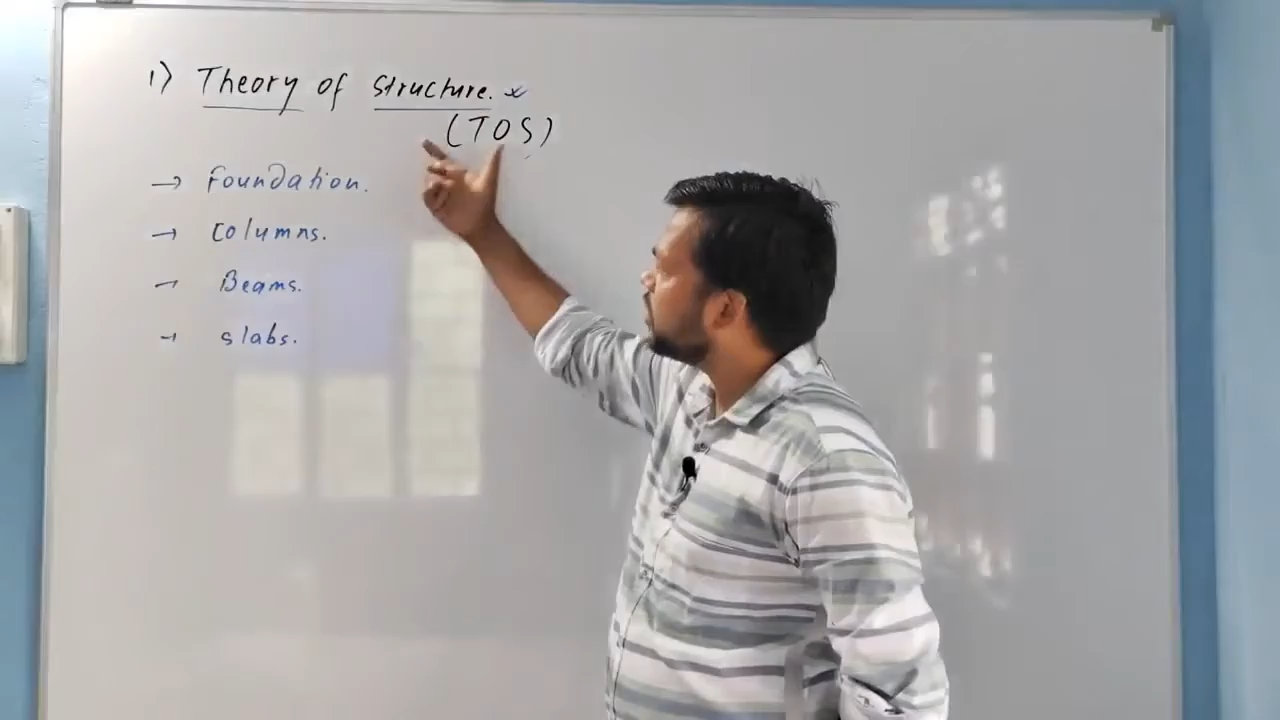 1) Theory of Structure.
(TOS)
→ Foundation.
→ Columns.
→ Beams.
→ slabs.